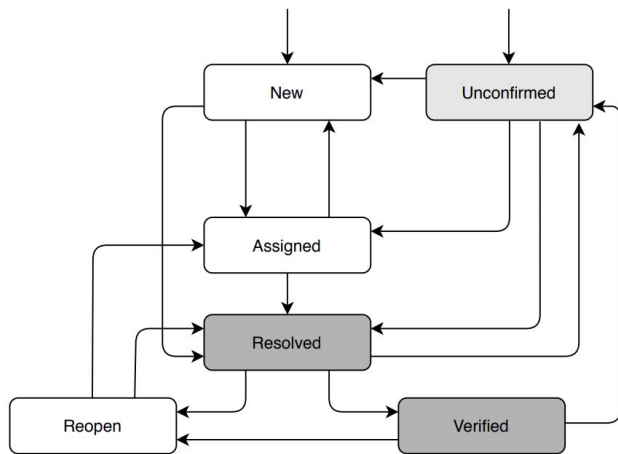 New
Unconfirmed
Assigned
Resolved
Reopen
Verified